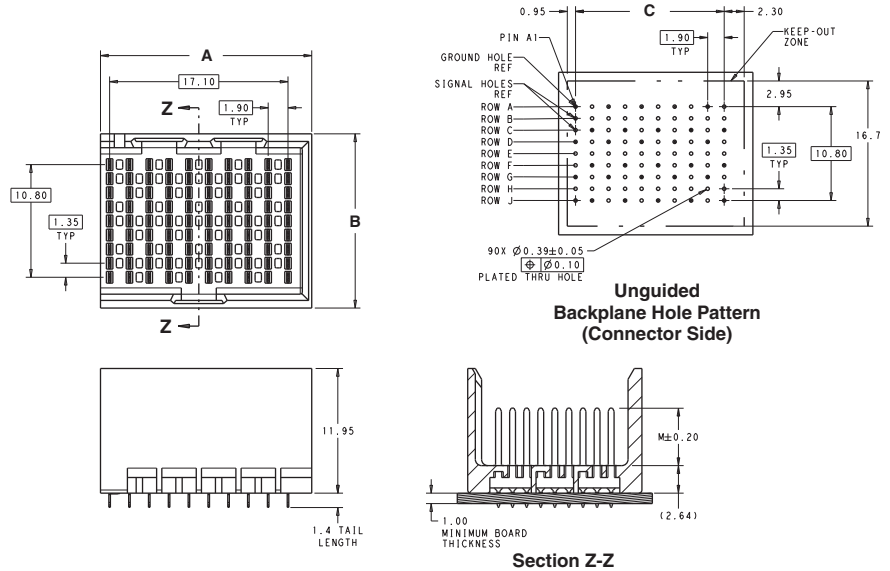 A
17.10
Z
1.90
TYP
10.80
1.35
TYP
B
Z
0.95
C
2.30
PIN A1
1.90
TYP
KEEP-OUT
ZONE
GROUND HOLE
REF
SIGNAL HOLES
REF
2.95
ROW A
ROW B
ROW C
ROW D
ROW E
ROW F
ROW G
ROW H
ROW J
16.7
1.35
TYP
10.80
90X Ø0.39±0.05
⌖ Ø0.10
PLATED THRU HOLE
Unguided
Backplane Hole Pattern
(Connector Side)
11.95
1.4 TAIL
LENGTH
M±0.20
(2.64)
1.00
MINIMUM BOARD
THICKNESS
Section Z-Z